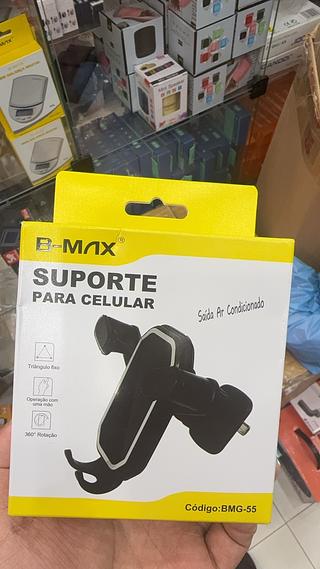 B-MAX®
SUPORTE
PARA CELULAR
Saída Ar Condicionado
Triângulo fixo
Operação com
uma mão
360° Rotação
Código:BMG-55